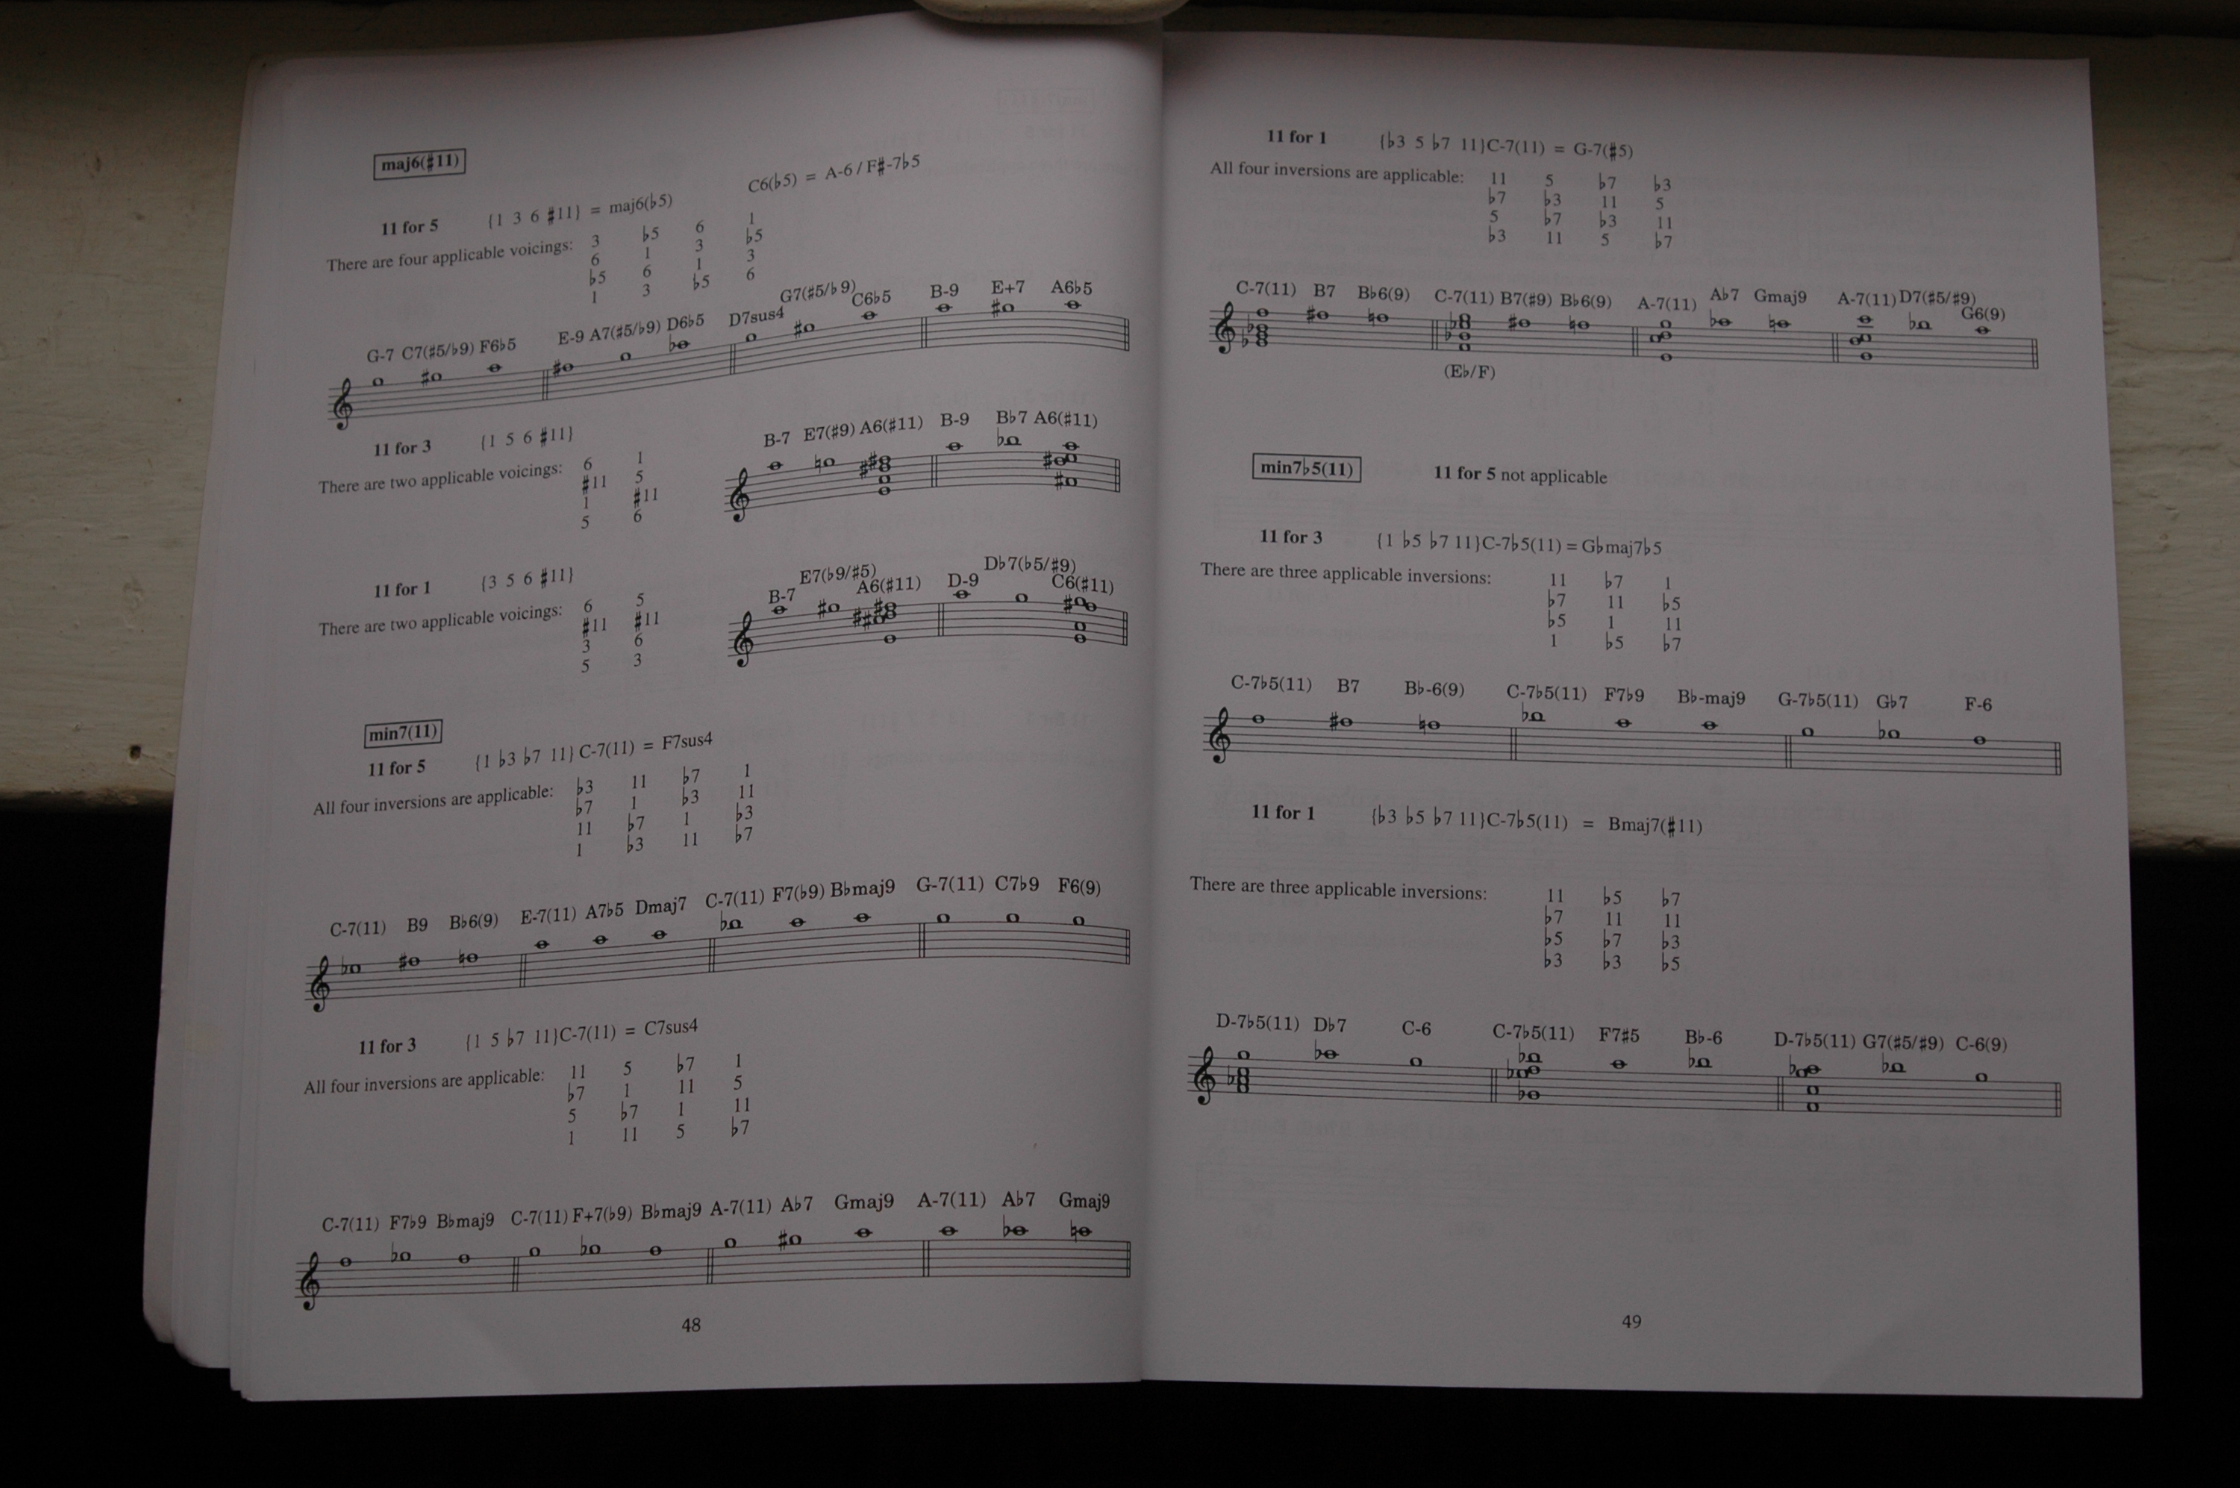 maj6(♯11)
C6(♭5) = A-6 / F♯-7♭5
11 for 5 {1 3 6 ♯11} = maj6(♭5)
There are four applicable voicings: 3 ♭5 6 1
6 1 3 ♭5
♭5 6 1 3
1 3 ♭5 6
G-7 C7(♯5/♭9) F6♭5 E-9 A7(♯5/♭9) D6♭5 D7sus4 G7(♯5/♭9) C6♭5 B-9 E+7 A6♭5
11 for 3 {1 5 6 ♯11}
There are two applicable voicings: 6 1
♯11 5
1 ♯11
5 6
B-7 E7(♯9) A6(♯11) B-9 B♭7 A6(♯11)
11 for 1 {3 5 6 ♯11}
There are two applicable voicings: 6 5
♯11 ♯11
3 6
5 3
B-7 E7(♭9/♯5) A6(♯11) D-9 D♭7(♭5/♯9) C6(♯11)
min7(11)
11 for 5 {1 ♭3 ♭7 11} C-7(11) = F7sus4
All four inversions are applicable: ♭3 11 ♭7 1
♭7 1 ♭3 11
11 ♭7 1 ♭3
1 ♭3 11 ♭7
C-7(11) B9 B♭6(9) E-7(11) A7♭5 Dmaj7 C-7(11) F7(♭9) B♭maj9 G-7(11) C7♭9 F6(9)
11 for 3 {1 5 ♭7 11}C-7(11) = C7sus4
All four inversions are applicable: 11 5 ♭7 1
♭7 1 11 5
5 ♭7 1 11
1 11 5 ♭7
C-7(11) F7♭9 B♭maj9 C-7(11) F+7(♭9) B♭maj9 A-7(11) A♭7 Gmaj9 A-7(11) A♭7 Gmaj9
48
11 for 1 {♭3 5 ♭7 11}C-7(11) = G-7(♯5)
All four inversions are applicable: 11 5 ♭7 ♭3
♭7 ♭3 11 5
5 ♭7 ♭3 11
♭3 11 5 ♭7
C-7(11) B7 B♭6(9) C-7(11) B7(♯9) B♭6(9) A-7(11) A♭7 Gmaj9 A-7(11) D7(♯5/♯9) G6(9)
(E♭/F)
min7♭5(11) 11 for 5 not applicable
11 for 3 {1 ♭5 ♭7 11}C-7♭5(11) = G♭maj7♭5
There are three applicable inversions: 11 ♭7 1
♭7 11 ♭5
♭5 1 11
1 ♭5 ♭7
C-7♭5(11) B7 B♭-6(9) C-7♭5(11) F7♭9 B♭-maj9 G-7♭5(11) G♭7 F-6
11 for 1 {♭3 ♭5 ♭7 11}C-7♭5(11) = Bmaj7(♯11)
There are three applicable inversions: 11 ♭5 ♭7
♭7 11 11
♭5 ♭7 ♭3
♭3 ♭3 ♭5
D-7♭5(11) D♭7 C-6 C-7♭5(11) F7♯5 B♭-6 D-7♭5(11) G7(♯5/♯9) C-6(9)
49